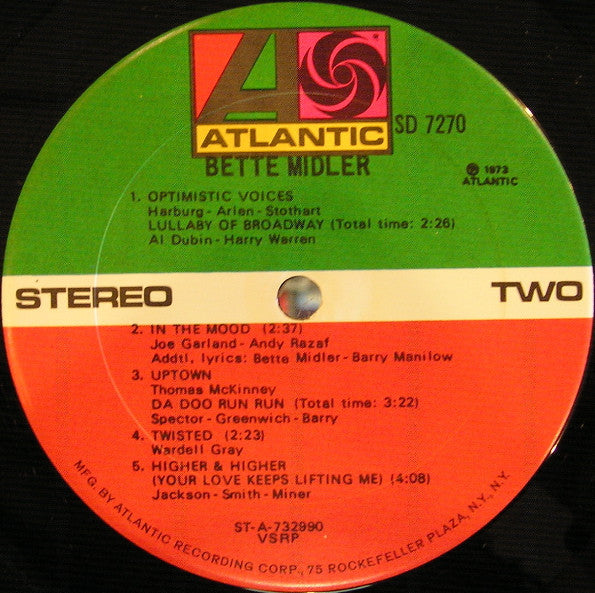 ATLANTIC
SD 7270
BETTE MIDLER
℗ 1973
ATLANTIC
1. OPTIMISTIC VOICES
Harburg - Arlen - Stothart
LULLABY OF BROADWAY (Total time: 2:26)
Al Dubin - Harry Warren
STEREO
TWO
2. IN THE MOOD (2:37)
Joe Garland - Andy Razaf
Addtl. lyrics: Bette Midler - Barry Manilow
3. UPTOWN
Thomas McKinney
DA DOO RUN RUN (Total time: 3:22)
Spector - Greenwich - Barry
4. TWISTED (2:23)
Wardell Gray
5. HIGHER & HIGHER
(YOUR LOVE KEEPS LIFTING ME) (4:08)
Jackson - Smith - Miner
ST-A-732990
VSRP
MFG. BY ATLANTIC RECORDING CORP., 75 ROCKEFELLER PLAZA, N.Y., N.Y.